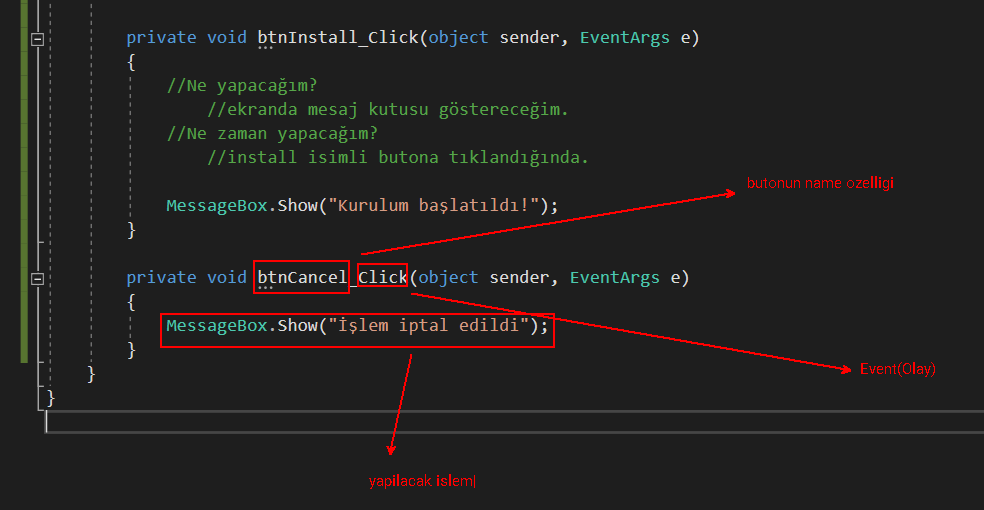 private void btnInstall_Click(object sender, EventArgs e)
{
//Ne yapacağım?
//ekranda mesaj kutusu göstereceğim.
//Ne zaman yapacağım?
//install isimli butona tıklandığında.
butonun name ozelligi
MessageBox.Show("Kurulum başlatıldı!");
}
private void btnCancel_Click(object sender, EventArgs e)
{
MessageBox.Show("İşlem iptal edildi");
}
Event(Olay)
}
}
yapilacak islem